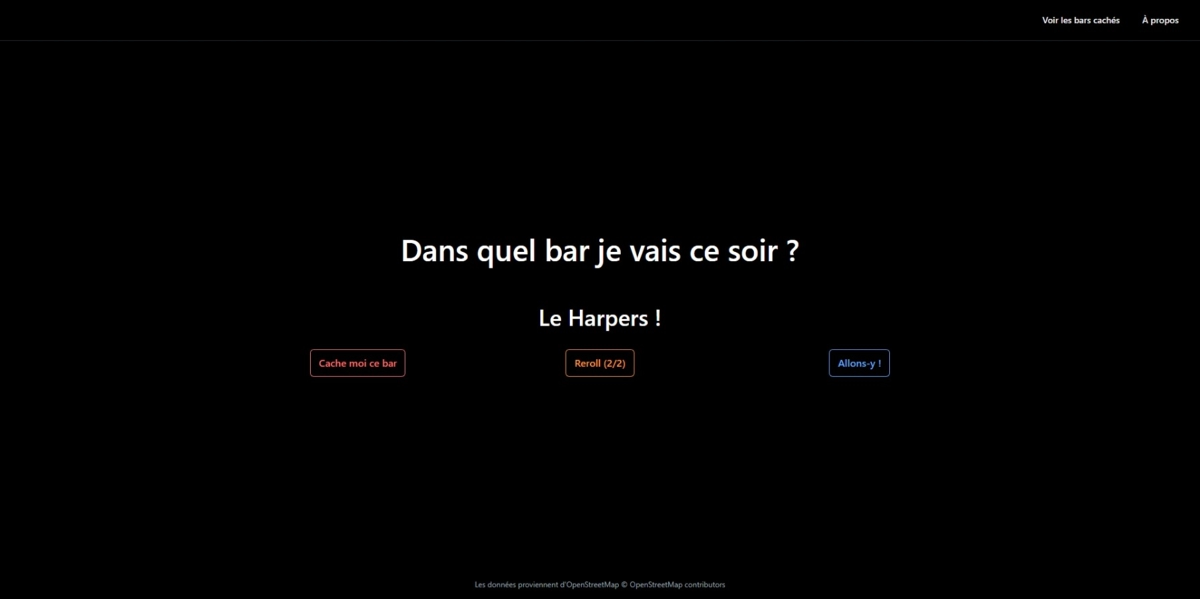 Voir les bars cachés
À propos
Dans quel bar je vais ce soir ?
Le Harpers !
Cache moi ce bar
Reroll (2/2)
Allons-y !
Les données proviennent d'OpenStreetMap © OpenStreetMap contributors